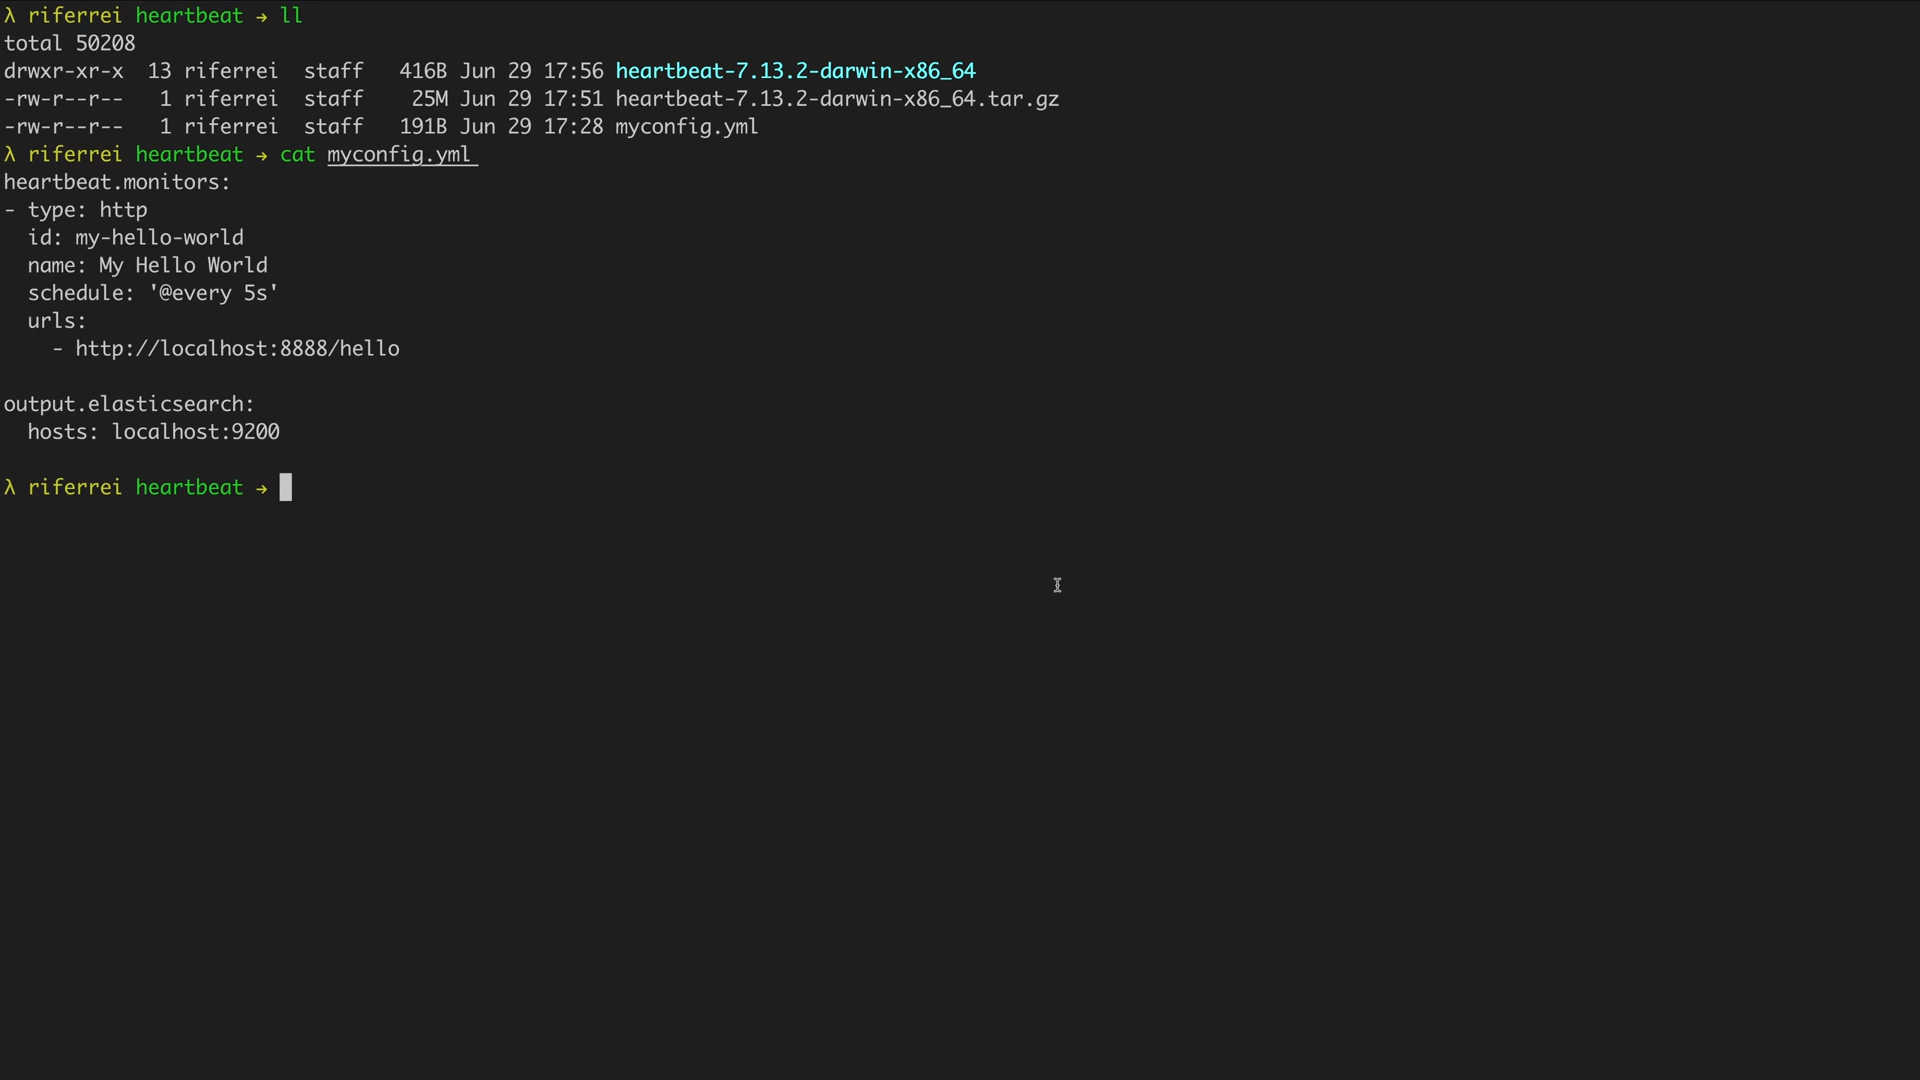 λ riferrei heartbeat → ll
total 50208
drwxr-xr-x  13 riferrei  staff   416B Jun 29 17:56 heartbeat-7.13.2-darwin-x86_64
-rw-r--r--   1 riferrei  staff    25M Jun 29 17:51 heartbeat-7.13.2-darwin-x86_64.tar.gz
-rw-r--r--   1 riferrei  staff   191B Jun 29 17:28 myconfig.yml
λ riferrei heartbeat → cat myconfig.yml
heartbeat.monitors:
- type: http
  id: my-hello-world
  name: My Hello World
  schedule: '@every 5s'
  urls:
    - http://localhost:8888/hello
output.elasticsearch:
  hosts: localhost:9200
λ riferrei heartbeat →